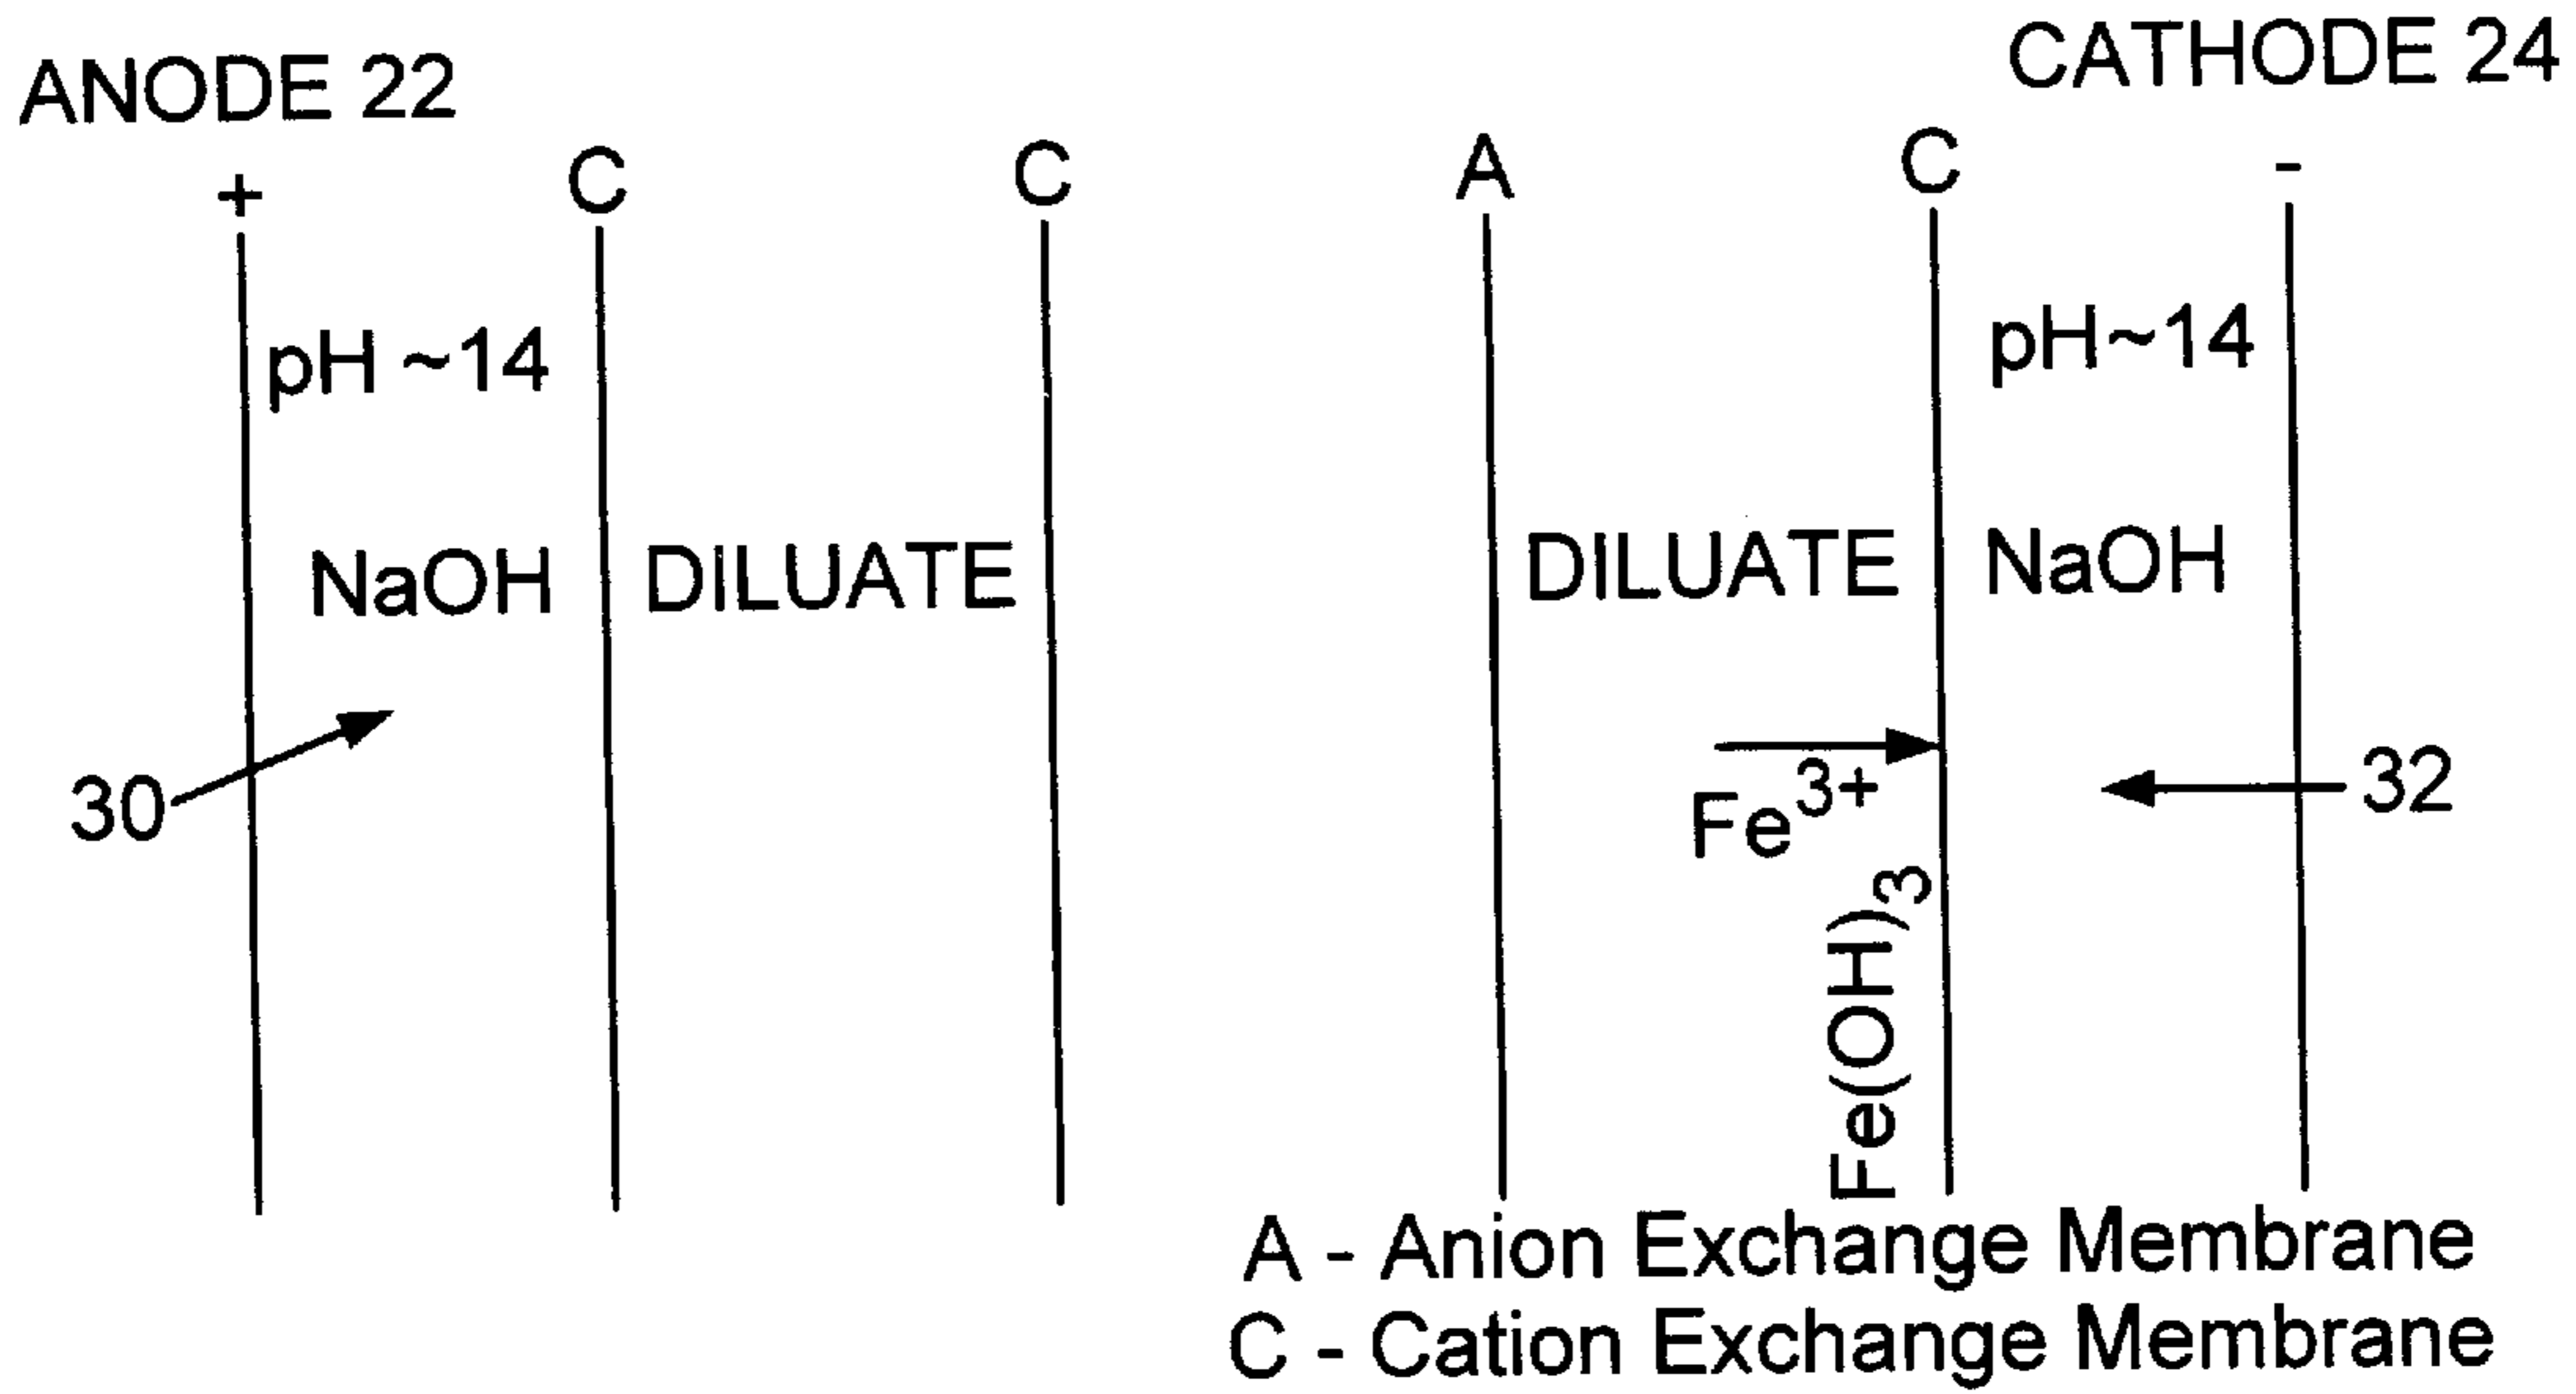 ANODE 22
CATHODE 24
+
C
C
A
C
-
pH ~14
pH~14
NaOH
DILUATE
DILUATE
NaOH
30
Fe3+
32
Fe(OH)3
A - Anion Exchange Membrane
C - Cation Exchange Membrane